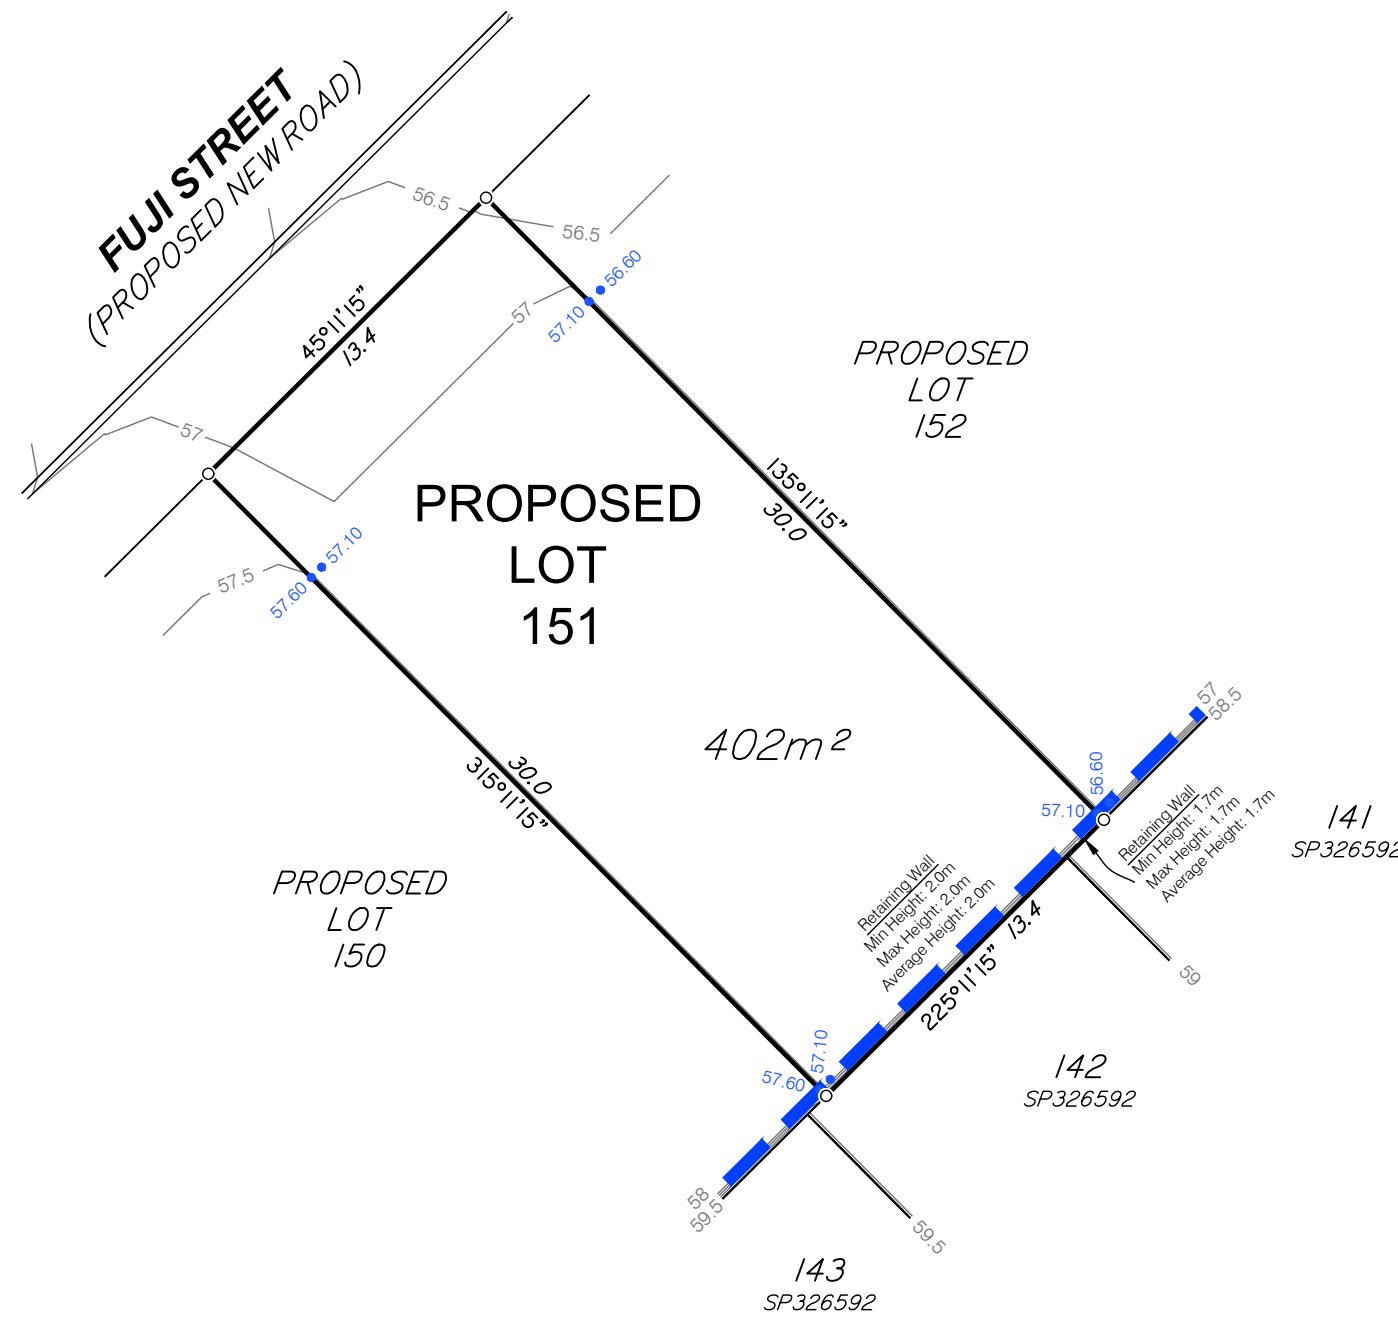 FUJI STREET
(PROPOSED NEW ROAD)
56.5
56.5
56.60
57.10
57
45°11'15"
13.4
57
PROPOSED
LOT
152
135°11'15"
30.0
PROPOSED
LOT
151
57.10
57.60
57.5
402m²
30.0
315°11'15"
57
58.5
56.60
57.10
Retaining Wall
Min Height: 1.7m
Max Height: 1.7m
Average Height: 1.7m
141
SP326592
PROPOSED
LOT
150
Retaining Wall
Min Height: 2.0m
Max Height: 2.0m
Average Height: 2.0m
13.4
225°11'15"
59
57.10
57.60
142
SP326592
58
59.5
59.5
143
SP326592